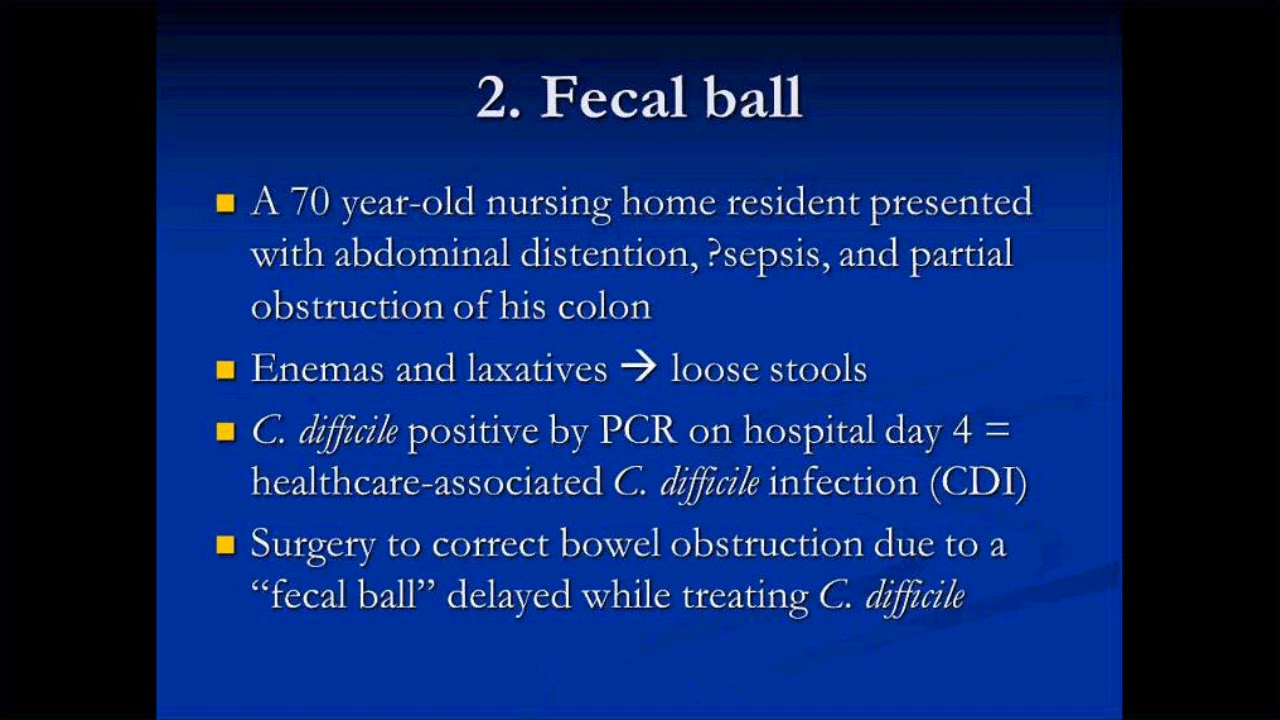 2. Fecal ball
A 70 year-old nursing home resident presented
with abdominal distention, ?sepsis, and partial
obstruction of his colon
Enemas and laxatives → loose stools
C. difficile positive by PCR on hospital day 4 =
healthcare-associated C. difficile infection (CDI)
Surgery to correct bowel obstruction due to a
“fecal ball” delayed while treating C. difficile